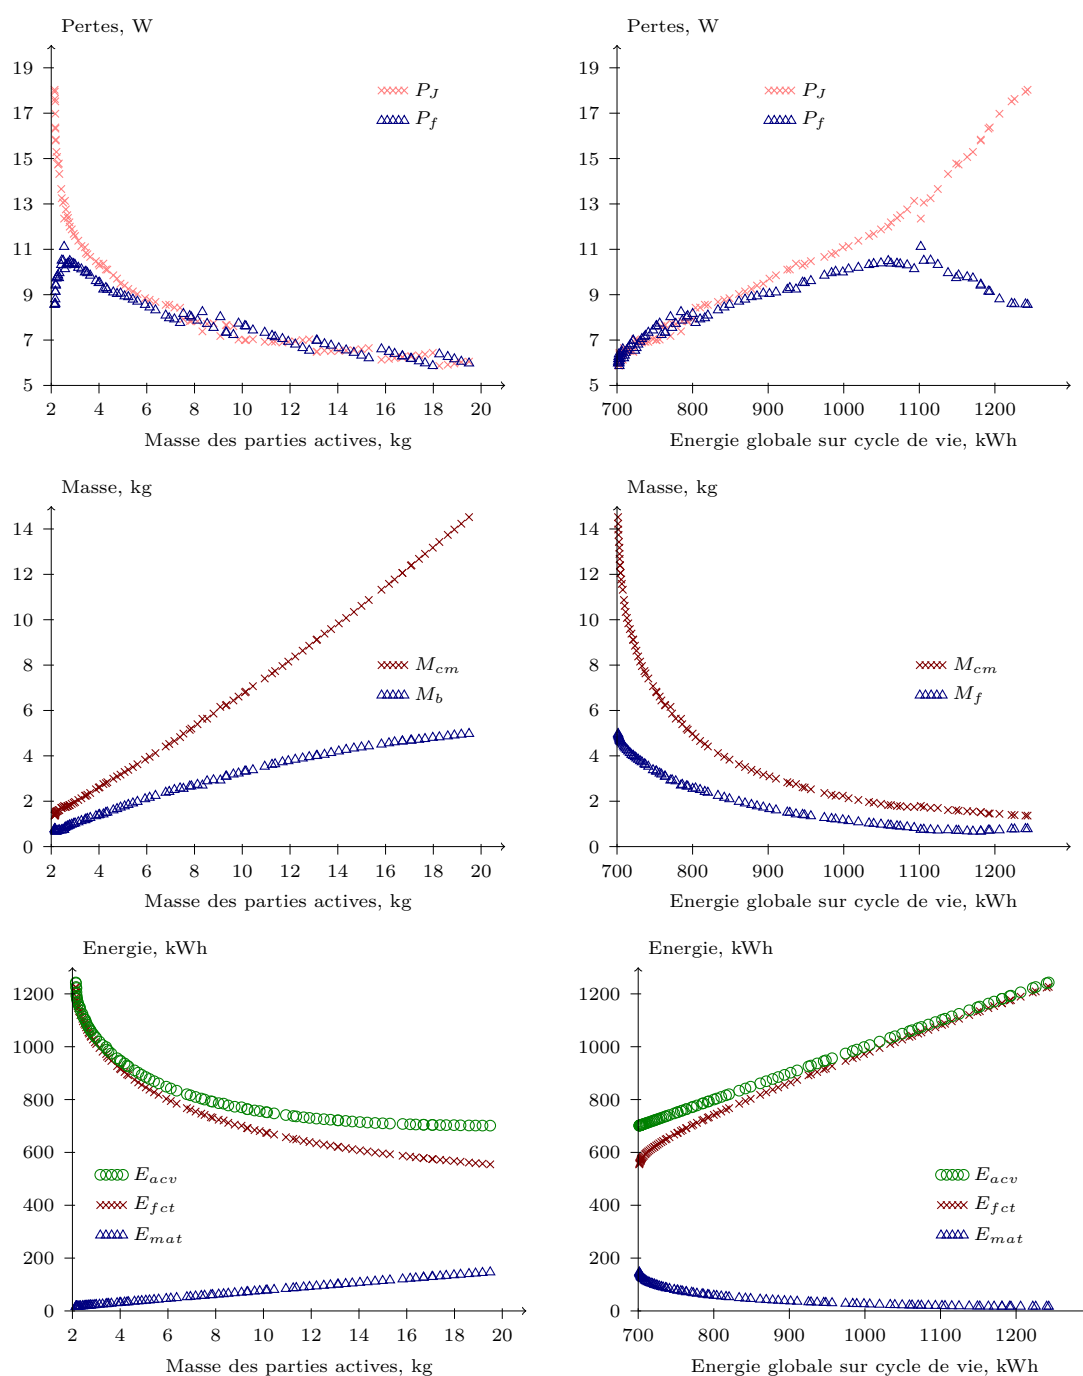 Pertes, W
19
17
15
13
11
9
7
5
2 4 6 8 10 12 14 16 18 20
Masse des parties actives, kg
P_J
P_f
Pertes, W
19
17
15
13
11
9
7
5
700 800 900 1000 1100 1200
Energie globale sur cycle de vie, kWh
P_J
P_f
Masse, kg
14
12
10
8
6
4
2
0
2 4 6 8 10 12 14 16 18 20
Masse des parties actives, kg
M_cm
M_b
Masse, kg
14
12
10
8
6
4
2
0
700 800 900 1000 1100 1200
Energie globale sur cycle de vie, kWh
M_cm
M_f
Energie, kWh
1200
1000
800
600
400
200
0
2 4 6 8 10 12 14 16 18 20
Masse des parties actives, kg
E_acv
E_fct
E_mat
Energie, kWh
1200
1000
800
600
400
200
0
700 800 900 1000 1100 1200
Energie globale sur cycle de vie, kWh
E_acv
E_fct
E_mat